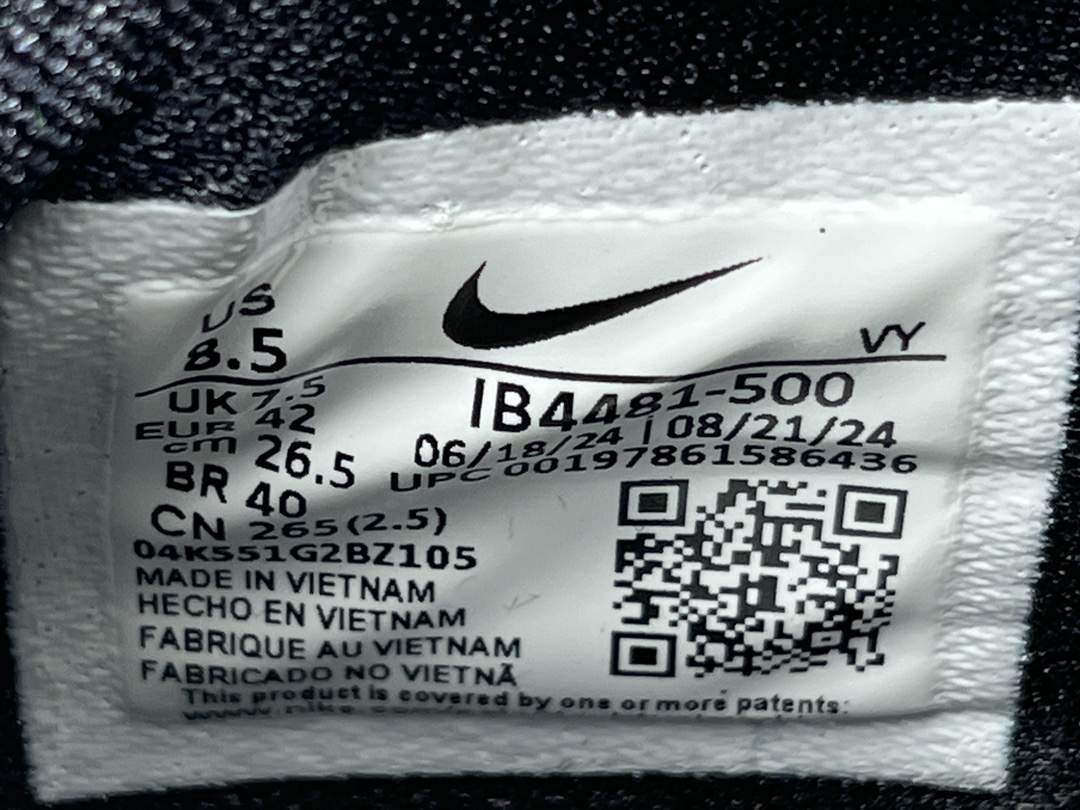 US
8.5
VY
UK 7.5
EUR 42
cm 26.5
BR 40
CN 265(2.5)
IB4481-500
06/18/24 | 08/21/24
UPC 00197861586436
04K551G2BZ105
MADE IN VIETNAM
HECHO EN VIETNAM
FABRIQUE AU VIETNAM
FABRICADO NO VIETNÃ
This product is covered by one or more patents: